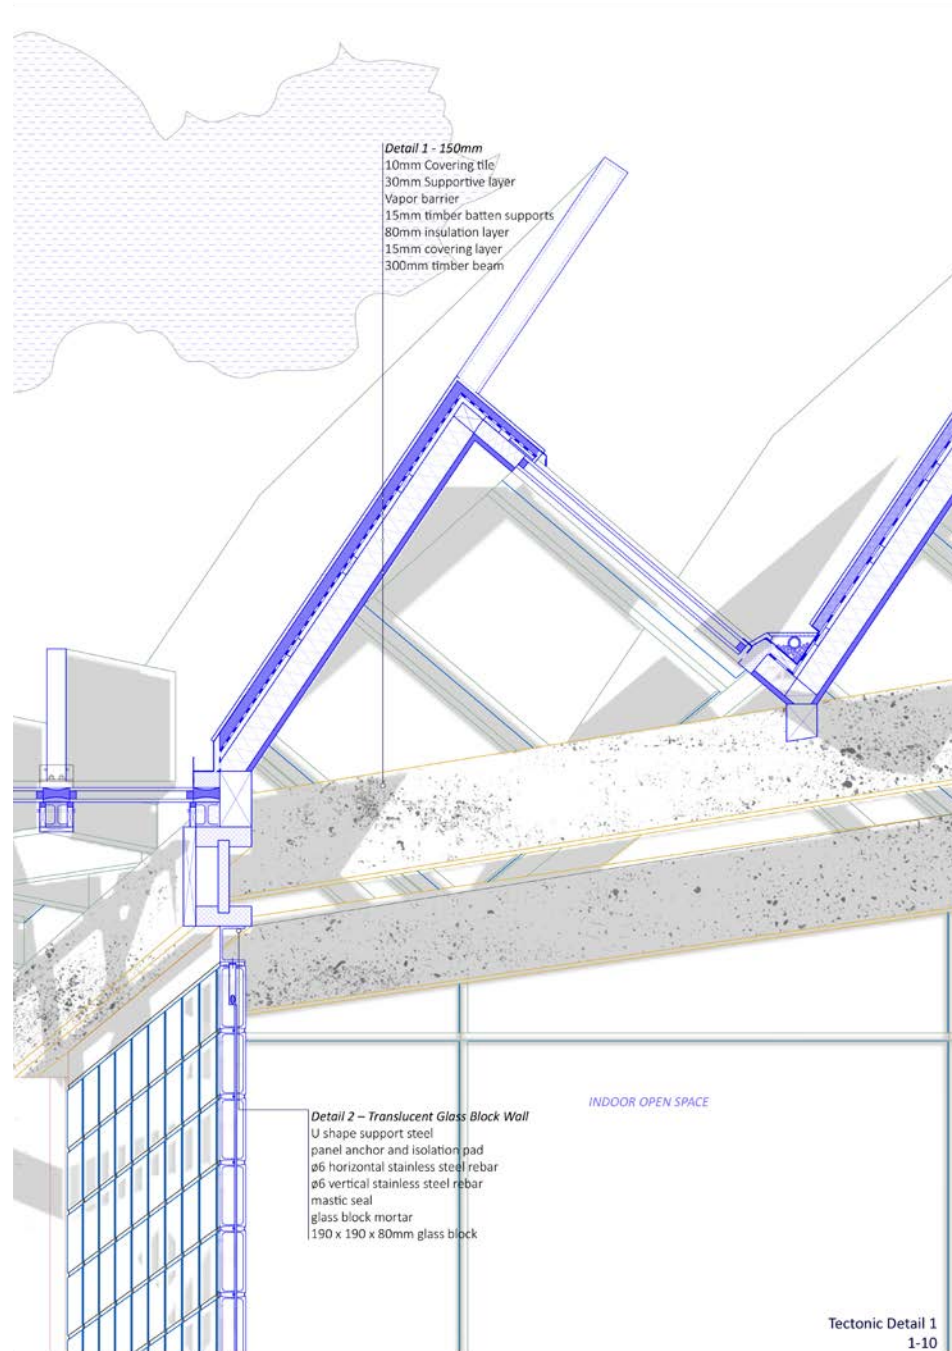 Detail 1 - 150mm
10mm Covering tile
30mm Supportive layer
Vapor barrier
15mm timber batten supports
80mm insulation layer
15mm covering layer
300mm timber beam
INDOOR OPEN SPACE
Detail 2 – Translucent Glass Block Wall
U shape support steel
panel anchor and isolation pad
ø6 horizontal stainless steel rebar
ø6 vertical stainless steel rebar
mastic seal
glass block mortar
190 x 190 x 80mm glass block
Tectonic Detail 1
1-10